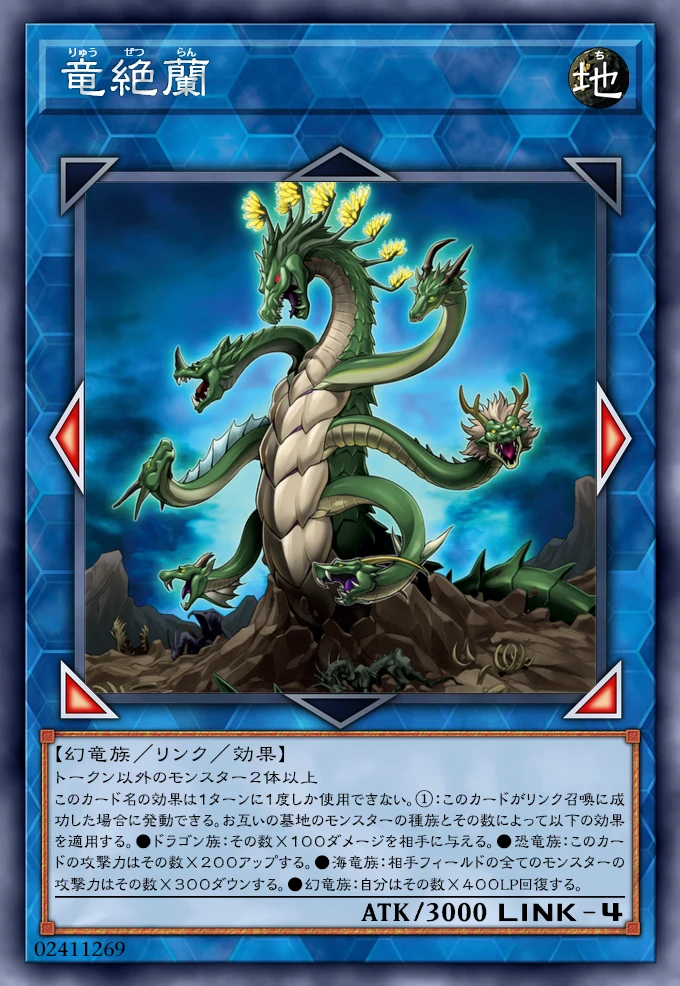 りゅう ぜつ らん
竜絶蘭
ち
地
【幻竜族／リンク／効果】
トークン以外のモンスター２体以上
このカード名の効果は１ターンに１度しか使用できない。①：このカードがリンク召喚に成
功した場合に発動できる。お互いの墓地のモンスターの種族とその数によって以下の効果
を適用する。●ドラゴン族：その数×１００ダメージを相手に与える。●恐竜族：このカー
ドの攻撃力はその数×２００アップする。●海竜族：相手フィールドの全てのモンスターの
攻撃力はその数×３００ダウンする。●幻竜族：自分はその数×４００LP回復する。
ATK/3000 LINK-4
02411269